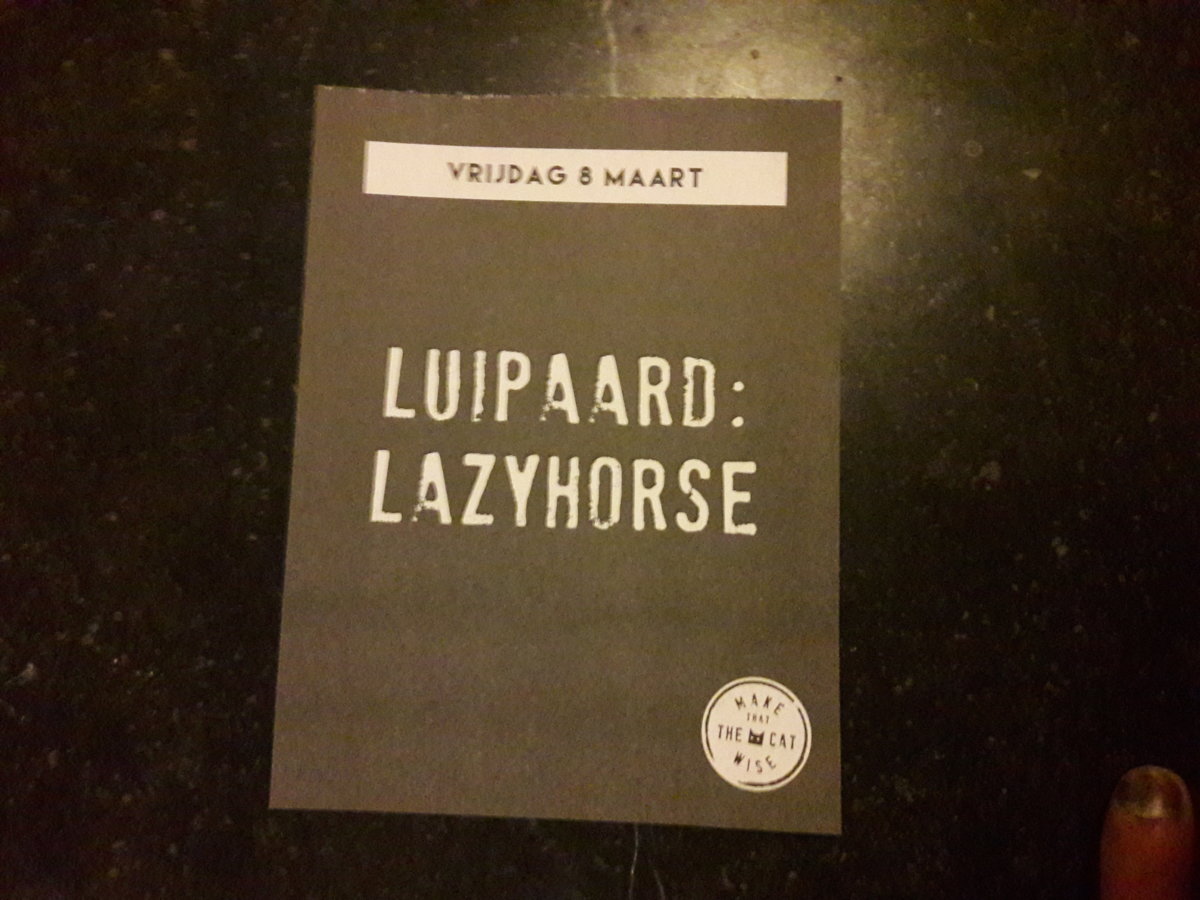 VRIJDAG 8 MAART
LUIPAARD:
LAZYHORSE
MAKE
THAT
THE CAT
WISE